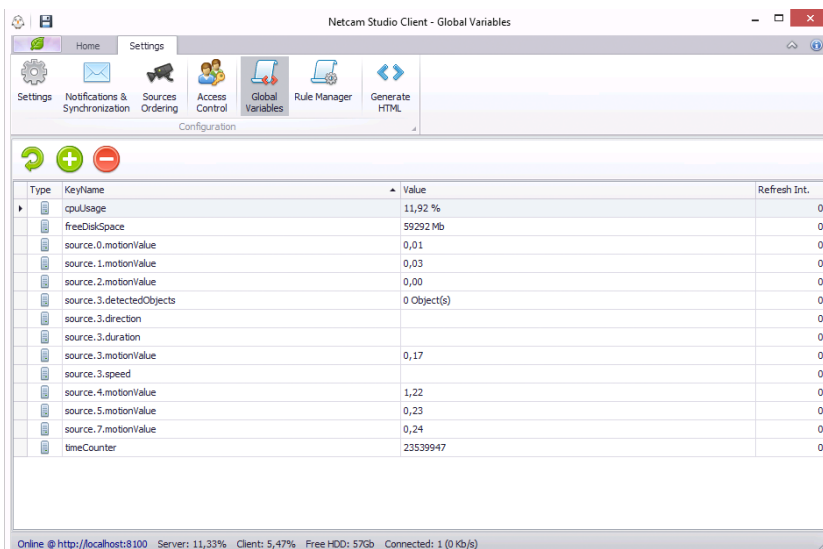 Netcam Studio Client - Global Variables
Home Settings
Settings Notifications & Synchronization Sources Ordering Access Control Global Variables Rule Manager Generate HTML
Configuration
Type KeyName Value Refresh Int.
cpuUsage 11,92 % 0
freeDiskSpace 59292 Mb 0
source.0.motionValue 0,01 0
source.1.motionValue 0,03 0
source.2.motionValue 0,00 0
source.3.detectedObjects 0 Object(s) 0
source.3.direction 0
source.3.duration 0
source.3.motionValue 0,17 0
source.3.speed 0
source.4.motionValue 1,22 0
source.5.motionValue 0,23 0
source.7.motionValue 0,24 0
timeCounter 23539947 0
Online @ http://localhost:8100 Server: 11,33% Client: 5,47% Free HDD: 57Gb Connected: 1 (0 Kb/s)